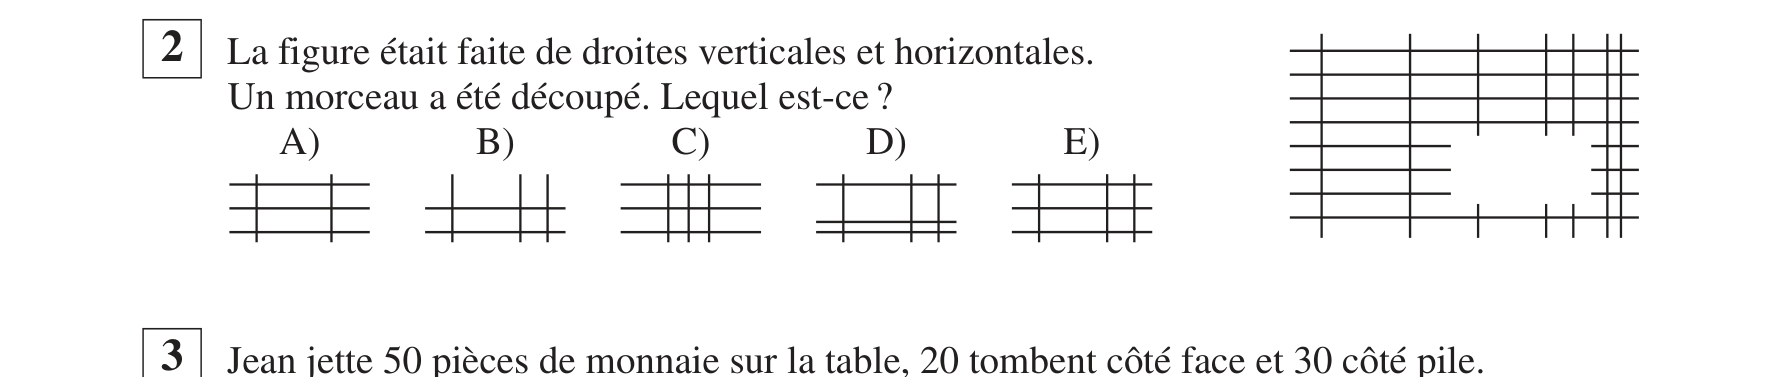 2 La figure était faite de droites verticales et horizontales.
Un morceau a été découpé. Lequel est-ce ?
A) B) C) D) E)
3 Jean jette 50 pièces de monnaie sur la table, 20 tombent côté face et 30 côté pile.